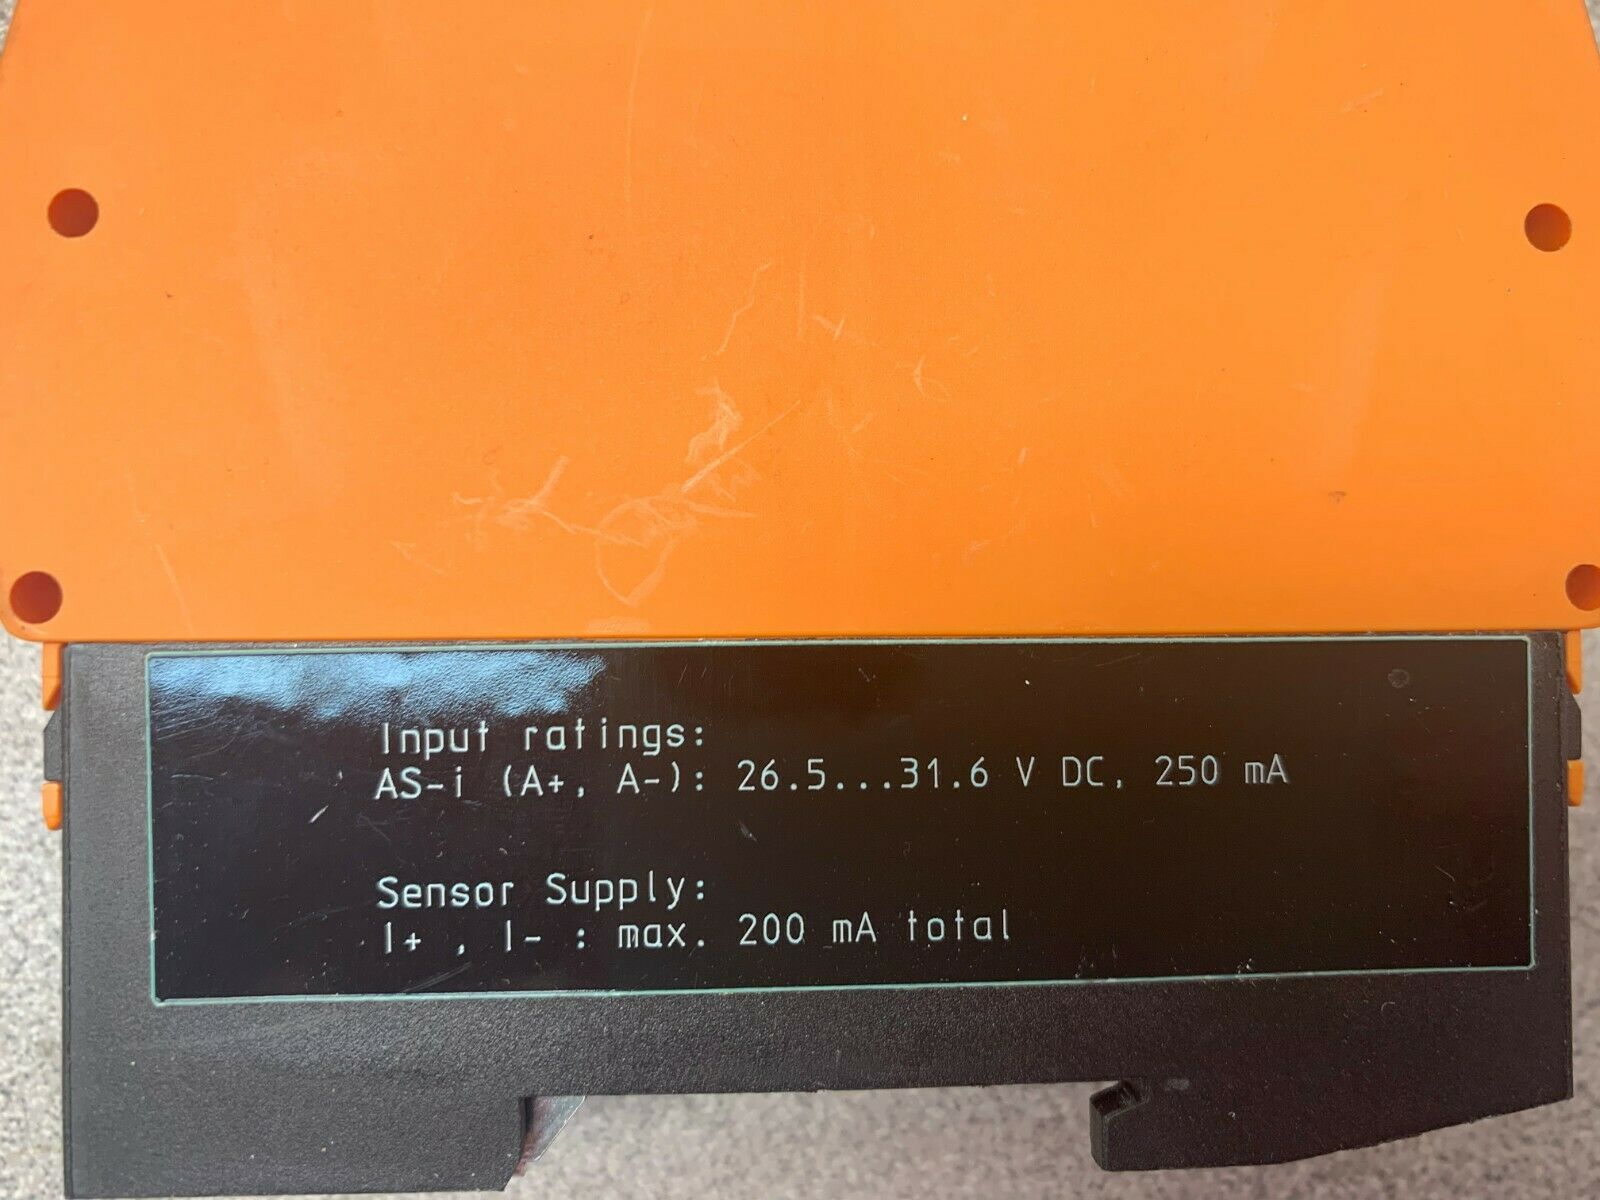 Input ratings:
AS-i (A+, A-): 26.5...31.6 V DC, 250 mA
Sensor Supply:
I+ , I- : max. 200 mA total